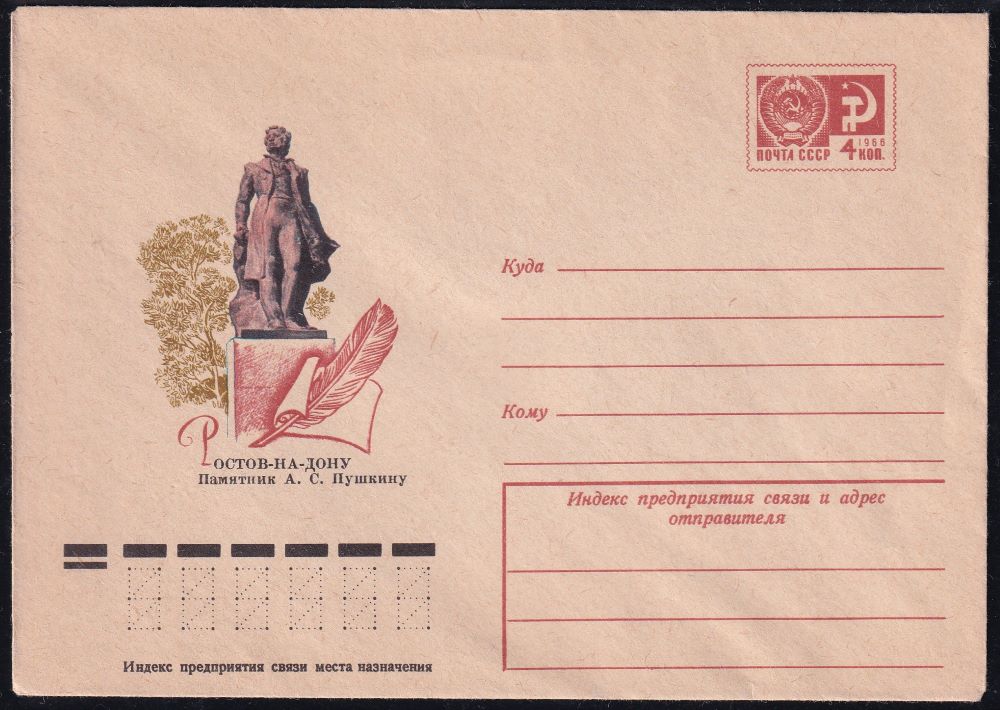 ПОЧТА СССР 4 КОП. 1966
Куда
Кому
РОСТОВ-НА-ДОНУ
Памятник А. С. Пушкину
Индекс предприятия связи и адрес
отправителя
Индекс предприятия связи места назначения